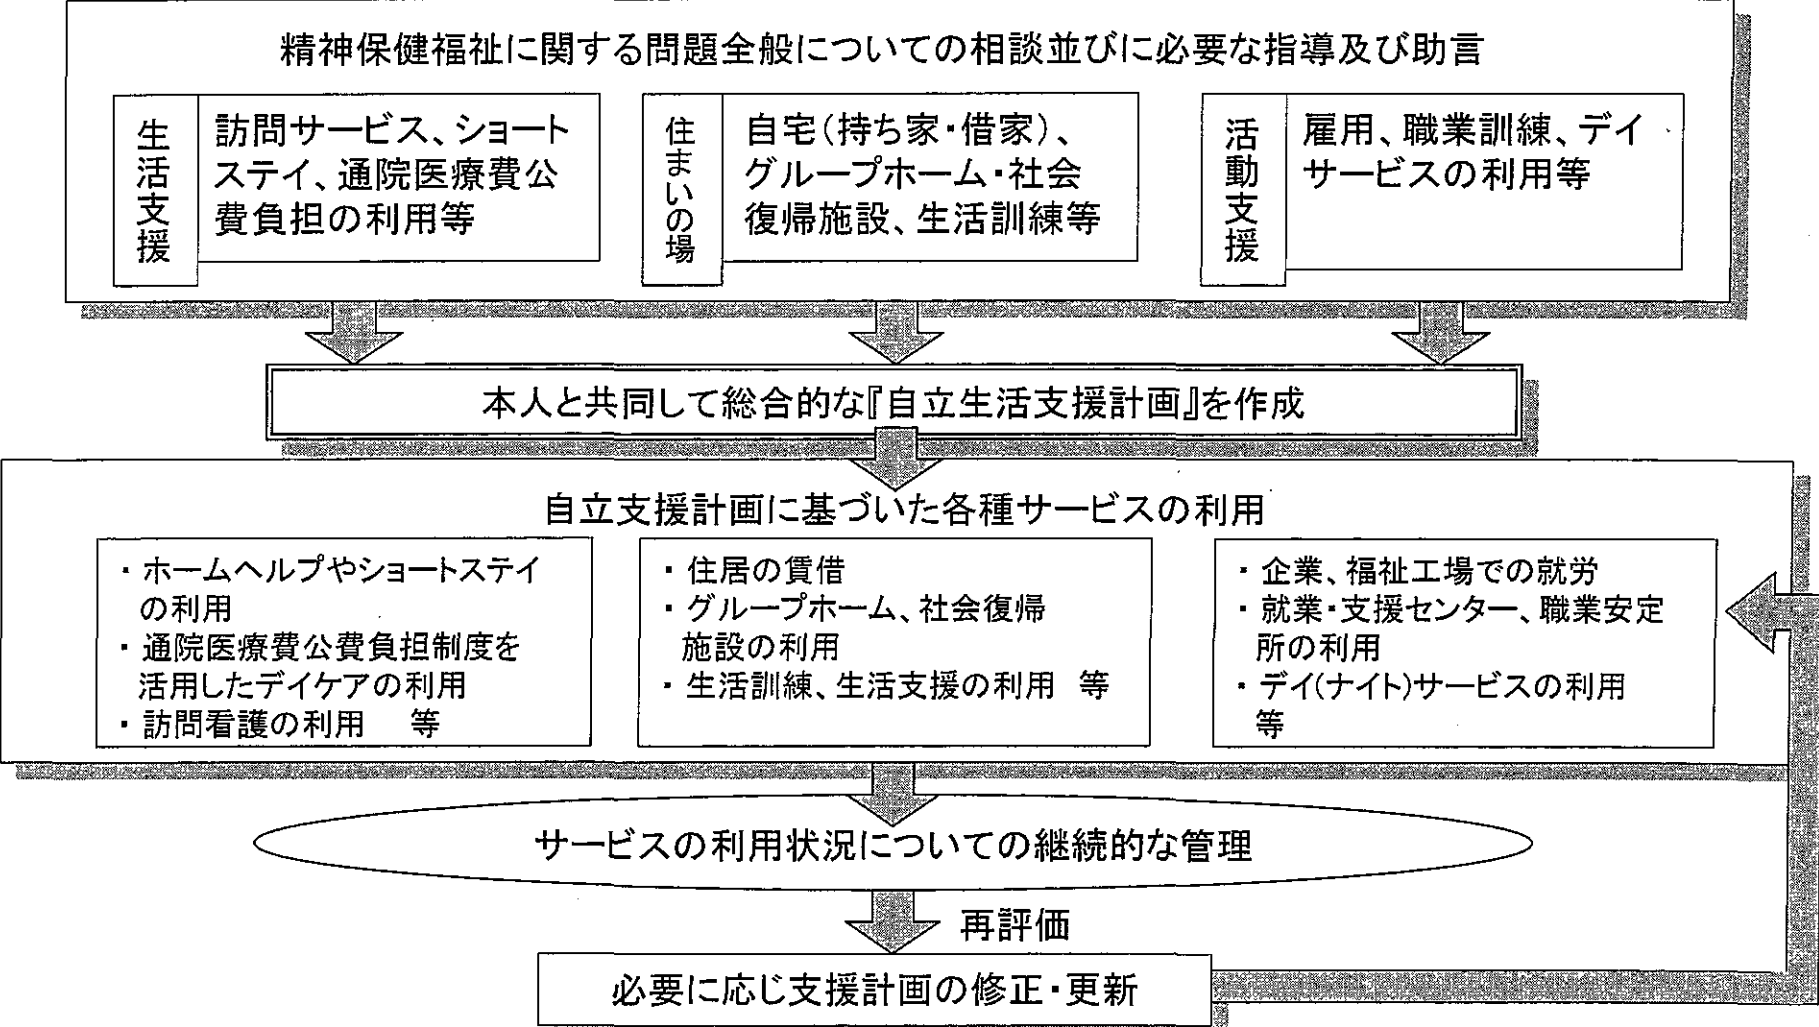 精神保健福祉に関する問題全般についての相談並びに必要な指導及び助言
生活支援
訪問サービス、ショート
ステイ、通院医療費公
費負担の利用等
住まいの場
自宅(持ち家・借家)、
グループホーム・社会
復帰施設、生活訓練等
活動支援
雇用、職業訓練、デイ
サービスの利用等
本人と共同して総合的な『自立生活支援計画』を作成
自立支援計画に基づいた各種サービスの利用
・ホームヘルプやショートステイ
の利用
・通院医療費公費負担制度を
活用したデイケアの利用
・訪問看護の利用　等
・住居の賃借
・グループホーム、社会復帰
施設の利用
・生活訓練、生活支援の利用　等
・企業、福祉工場での就労
・就業・支援センター、職業安定
所の利用
・デイ(ナイト)サービスの利用
等
サービスの利用状況についての継続的な管理
再評価
必要に応じ支援計画の修正・更新